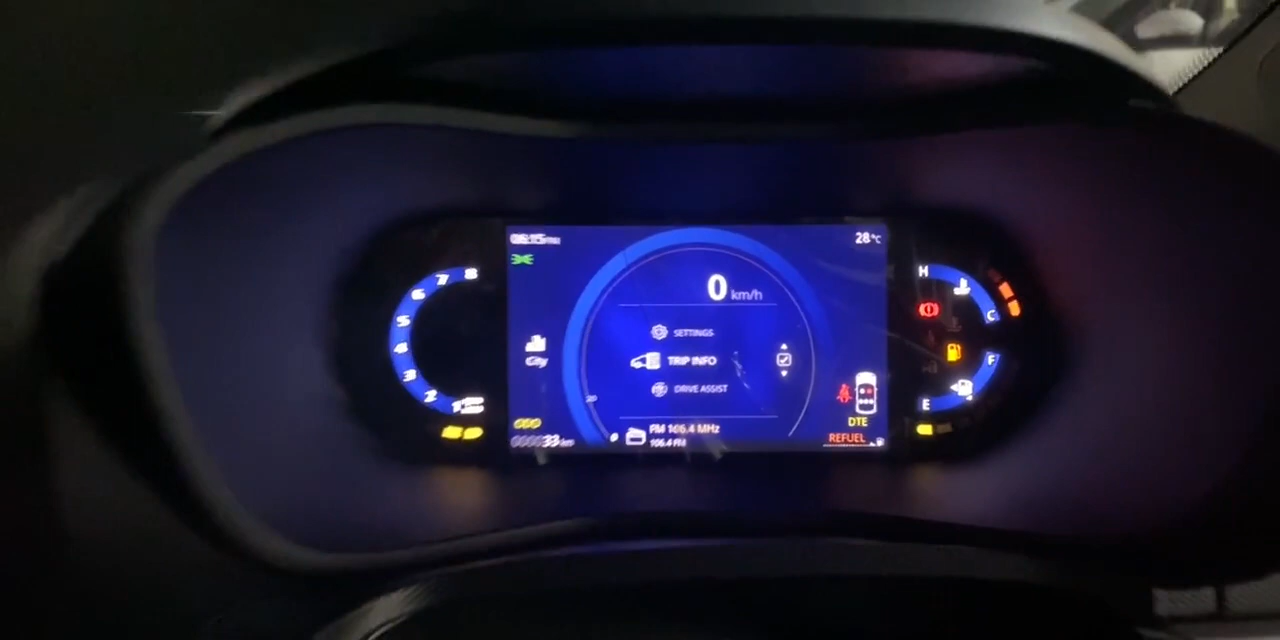 28°C
0 km/h
SETTINGS
TRIP INFO
DRIVE ASSIST
City
20
FM 106.4 MHz
106.4 FM
DTE
REFUEL
8
7
6
5
4
3
2
1
H
C
F
E